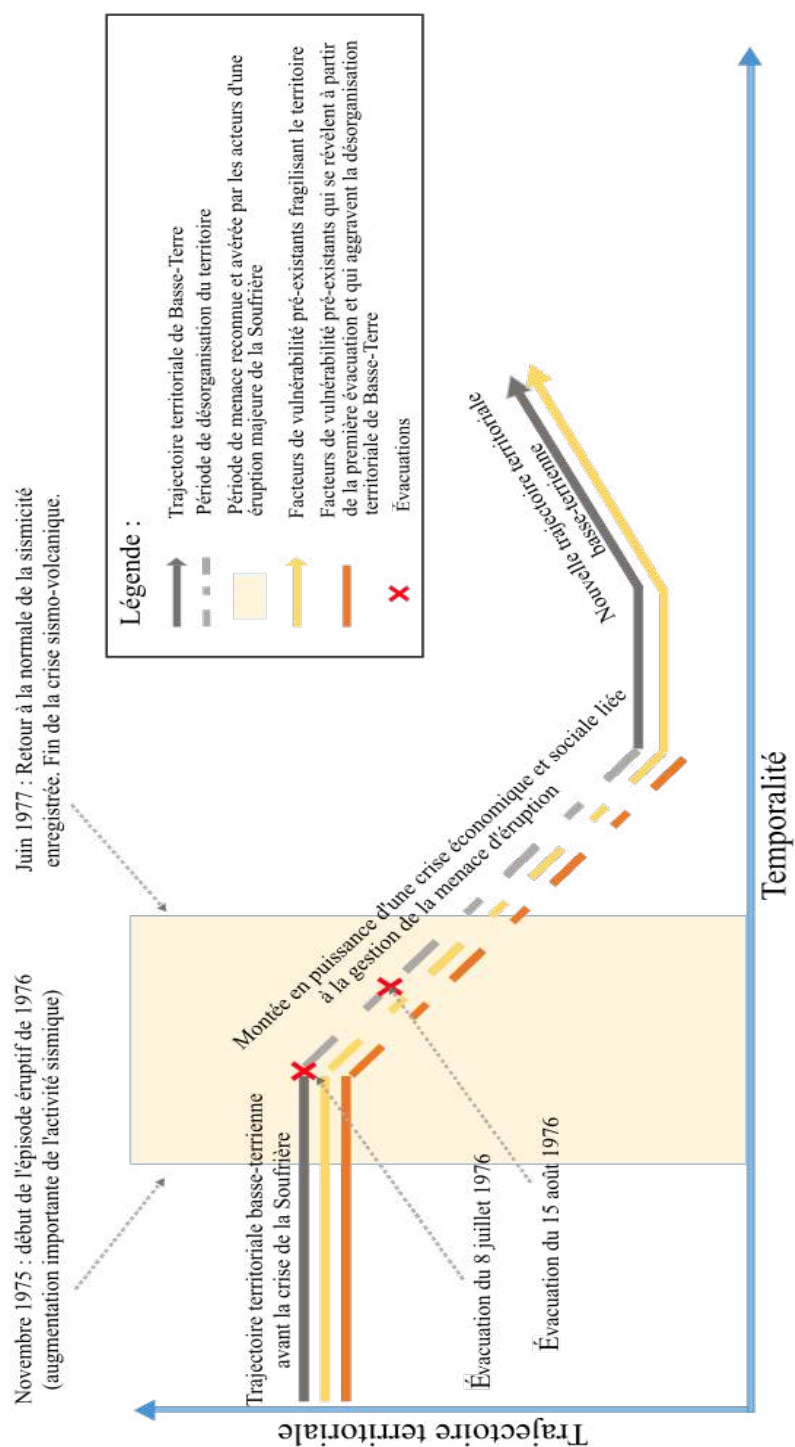 Novembre 1975 : début de l'épisode éruptif de 1976
(augmentation importante de l'activité sismique)
Juin 1977 : Retour à la normale de la sismicité
enregistrée. Fin de la crise sismo-volcanique.
Légende :
Trajectoire territoriale de Basse-Terre
Période de désorganisation du territoire
Période de menace reconnue et avérée par les acteurs d'une
éruption majeure de la Soufrière
Facteurs de vulnérabilité pré-existants fragilisant le territoire
Facteurs de vulnérabilité pré-existants qui se révèlent à partir
de la première évacuation et qui aggravent la désorganisation
territoriale de Basse-Terre
Évacuations
Trajectoire territoriale
Trajectoire territoriale basse-terrienne
avant la crise de la Soufrière
Montée en puissance d'une crise économique et sociale liée
à la gestion de la menace d'éruption
Nouvelle trajectoire territoriale
basse-terrienne
Évacuation du 8 juillet 1976
Évacuation du 15 août 1976
Temporalité